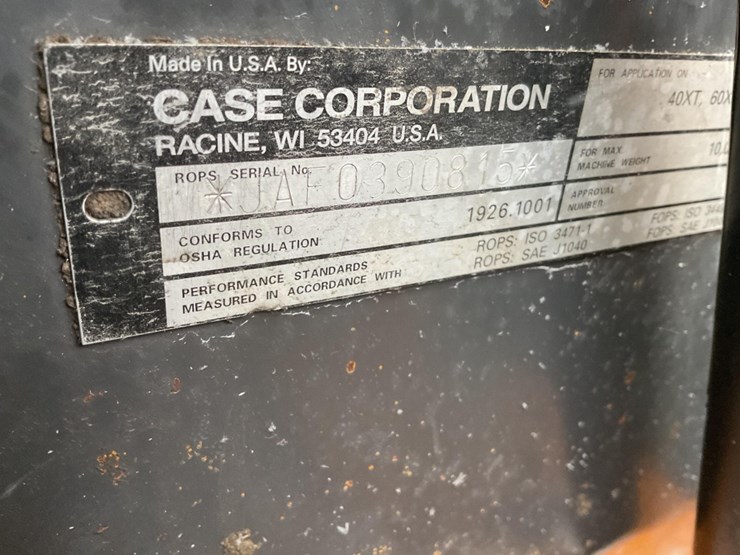 Made In U.S.A. By:
CASE CORPORATION
RACINE, WI 53404 U.S.A.
FOR APPLICATION ON
40XT, 60X
ROPS SERIAL No.
*JAF0390815*
FOR MAX.
MACHINE WEIGHT
10,
CONFORMS TO
OSHA REGULATION
1926.1001
APPROVAL
NUMBER
PERFORMANCE STANDARDS
MEASURED IN ACCORDANCE WITH
ROPS: ISO 3471-1
ROPS: SAE J1040
FOPS: ISO
FOPS: SAE